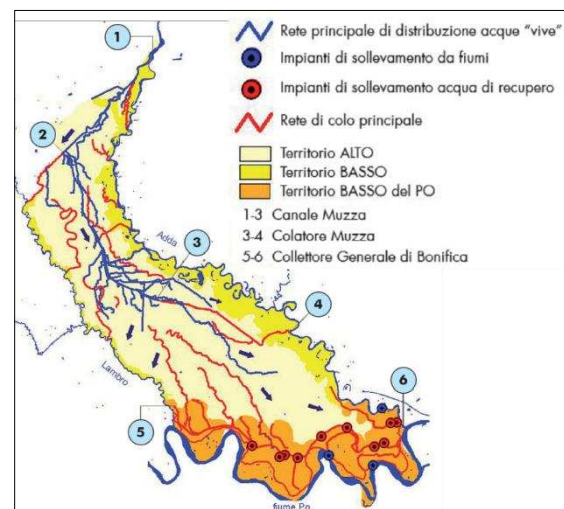 Rete principale di distribuzione acque "vive"
Impianti di sollevamento da fiumi
Impianti di sollevamento acqua di recupero
Rete di colo principale
Territorio ALTO
Territorio BASSO
Territorio BASSO del PO
1-3 Canale Muzza
3-4 Colatore Muzza
5-6 Collettore Generale di Bonifica
1
2
Adda
3
4
Lambro
5
6
fiume Po